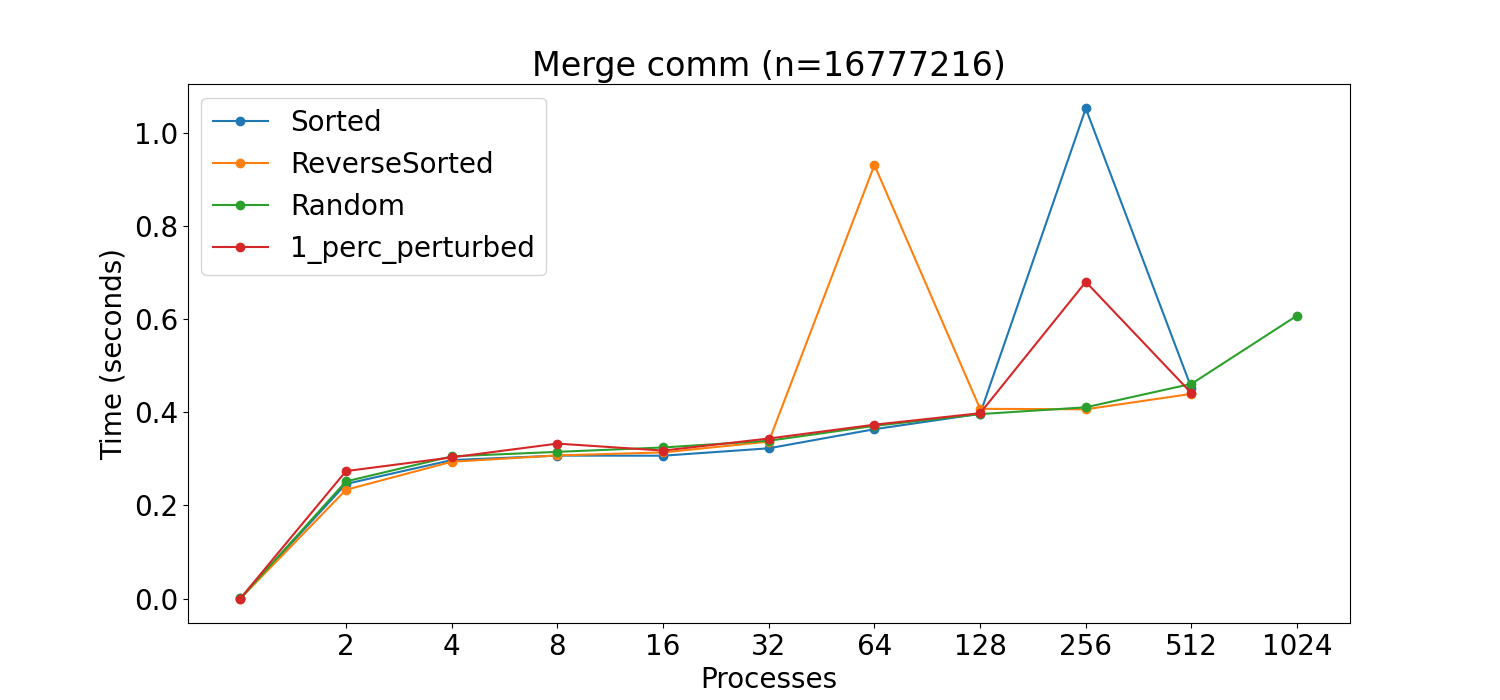 Merge comm (n=16777216)
Sorted
ReverseSorted
Random
1_perc_perturbed
Time (seconds)
1.0
0.8
0.6
0.4
0.2
0.0
2 4 8 16 32 64 128 256 512 1024
Processes